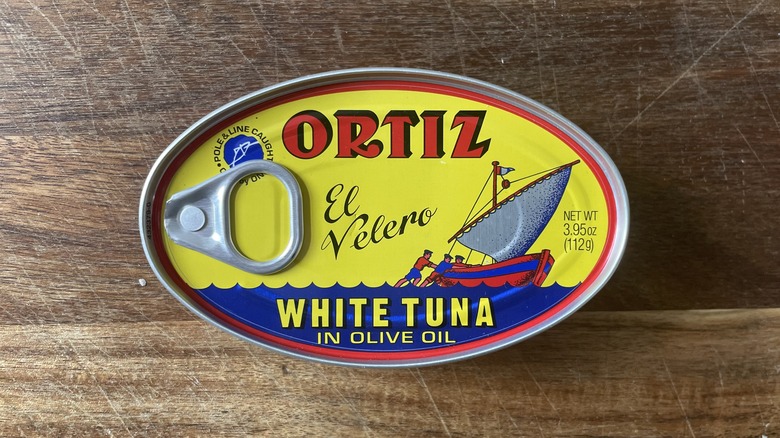 POLE & LINE CAUGHT
ORTIZ
El
Velero
NET WT
3.95oz
(112g)
WHITE TUNA
IN OLIVE OIL